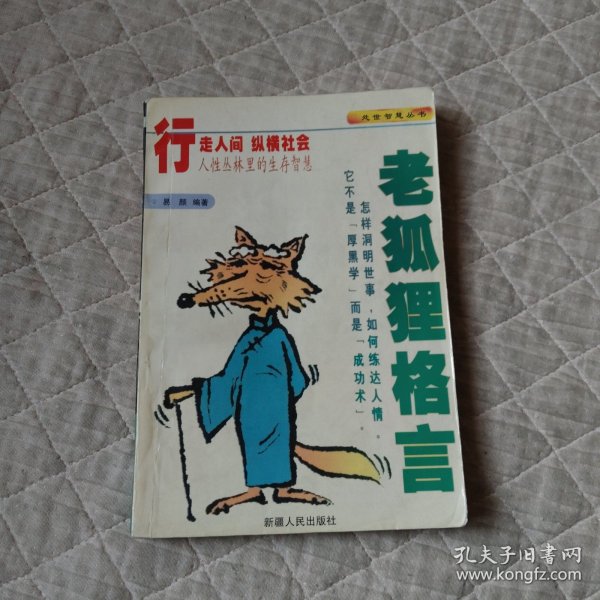 处世智慧丛书
行走人间 纵横社会
人性丛林里的生存智慧
易 颜 编著
老狐狸格言
怎样洞明世事，如何练达人情。
它不是「厚黑学」而是「成功术」。
新疆人民出版社
孔夫子旧书网
www.kongfz.com